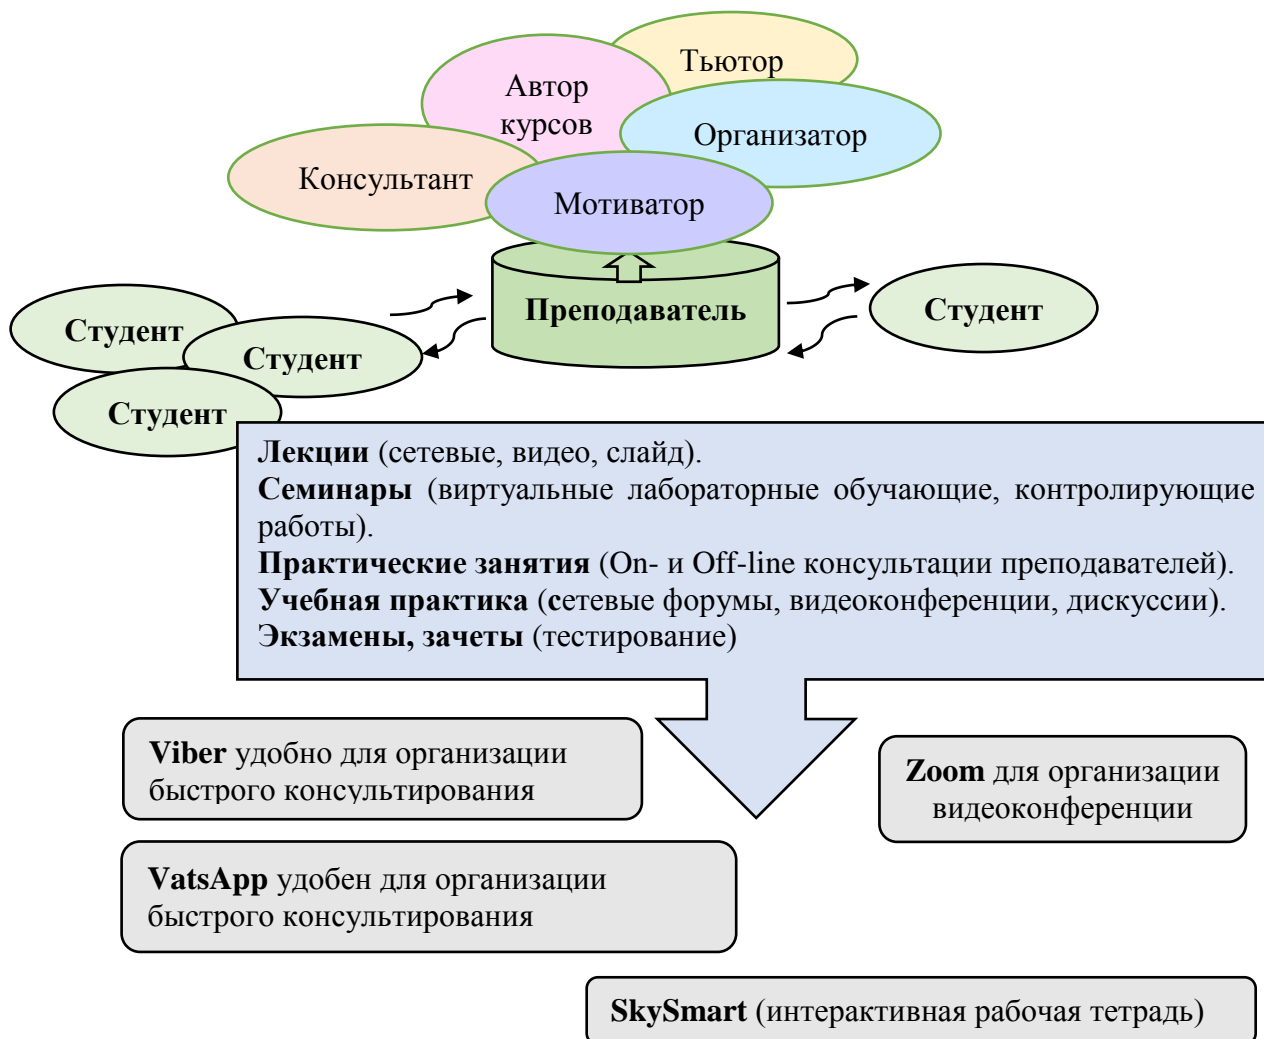 Тьютор
Автор
курсов
Организатор
Консультант
Мотиватор
Преподаватель
Студент
Студент
Студент
Студент
Лекции (сетевые, видео, слайд).
Семинары (виртуальные лабораторные обучающие, контролирующие
работы).
Практические занятия (On- и Off-line консультации преподавателей).
Учебная практика (сетевые форумы, видеоконференции, дискуссии).
Экзамены, зачеты (тестирование)
Viber удобно для организации
быстрого консультирования
Zoom для организации
видеоконференции
VatsApp удобен для организации
быстрого консультирования
SkySmart (интерактивная рабочая тетрадь)